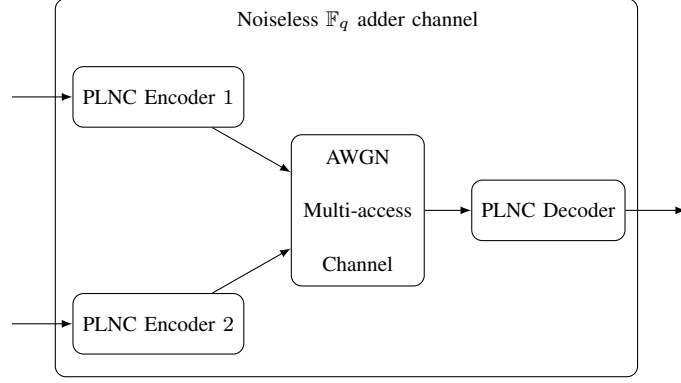 Noiseless 𝔽_q adder channel
PLNC Encoder 1
AWGN
Multi-access
Channel
PLNC Decoder
PLNC Encoder 2